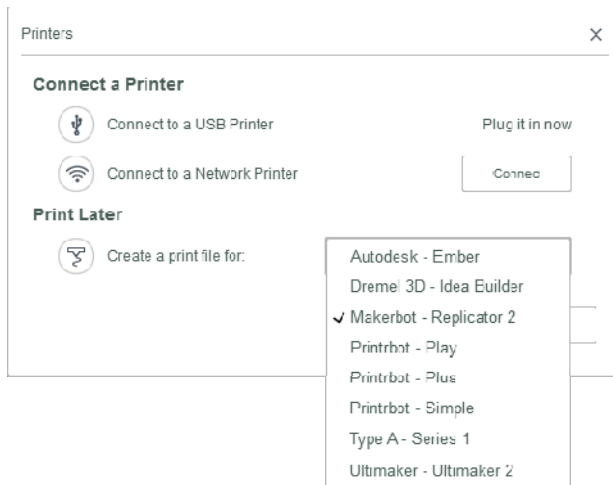 Printers
Connect a Printer
Connect to a USB Printer Plug it in now
Connect to a Network Printer Connec
Print Later
Create a print file for:
Autodesk - Ember
Dremel 3D - Idea Euilder
✓ Makerbot - Replicator 2
Printrbot - Play
Printrbot - Plus
Printrbot - Simple
Type A - Series 1
Ultimaker - Ultimaker 2